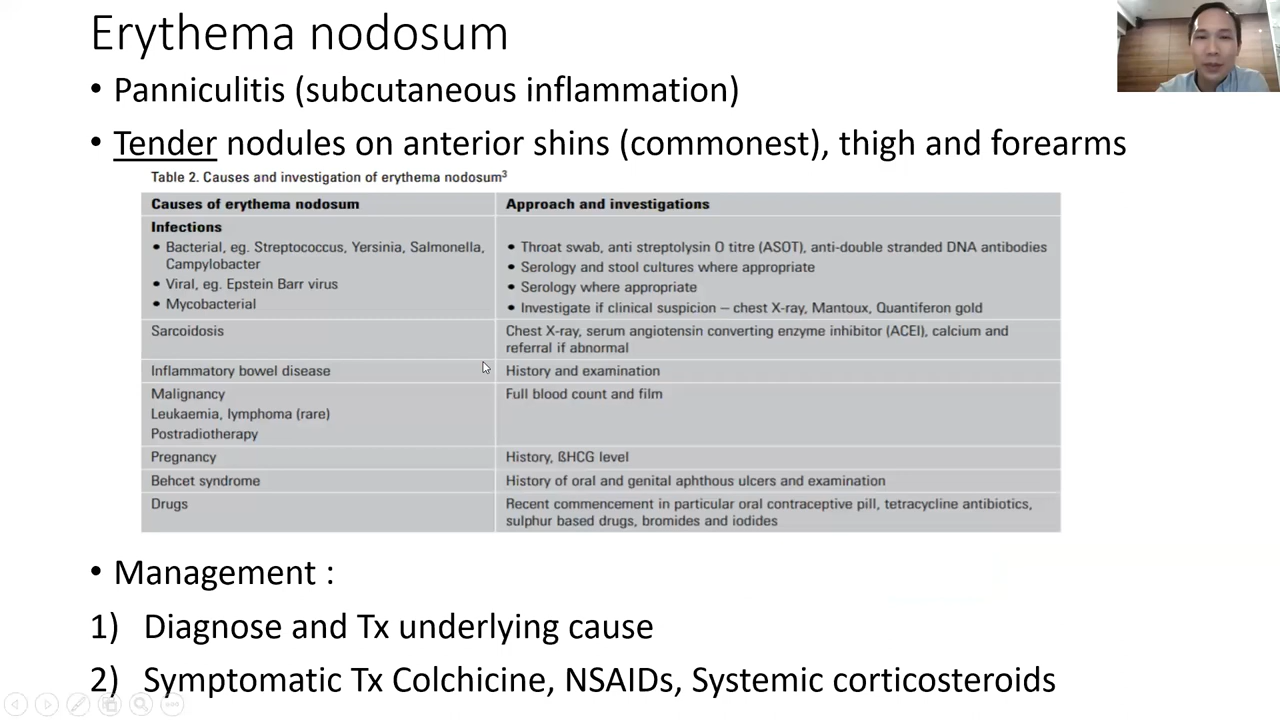 Erythema nodosum
• Panniculitis (subcutaneous inflammation)
• Tender nodules on anterior shins (commonest), thigh and forearms
Table 2. Causes and investigation of erythema nodosum³
Causes of erythema nodosum
Approach and investigations
Infections
• Bacterial, eg. Streptococcus, Yersinia, Salmonella,
Campylobacter
• Viral, eg. Epstein Barr virus
• Mycobacterial
• Throat swab, anti streptolysin O titre (ASOT), anti-double stranded DNA antibodies
• Serology and stool cultures where appropriate
• Serology where appropriate
• Investigate if clinical suspicion – chest X-ray, Mantoux, Quantiferon gold
Sarcoidosis
Chest X-ray, serum angiotensin converting enzyme inhibitor (ACEI), calcium and
referral if abnormal
Inflammatory bowel disease
History and examination
Malignancy
Leukaemia, lymphoma (rare)
Postradiotherapy
Full blood count and film
Pregnancy
History, ßHCG level
Behcet syndrome
History of oral and genital aphthous ulcers and examination
Drugs
Recent commencement in particular oral contraceptive pill, tetracycline antibiotics,
sulphur based drugs, bromides and iodides
• Management :
1) Diagnose and Tx underlying cause
2) Symptomatic Tx Colchicine, NSAIDs, Systemic corticosteroids